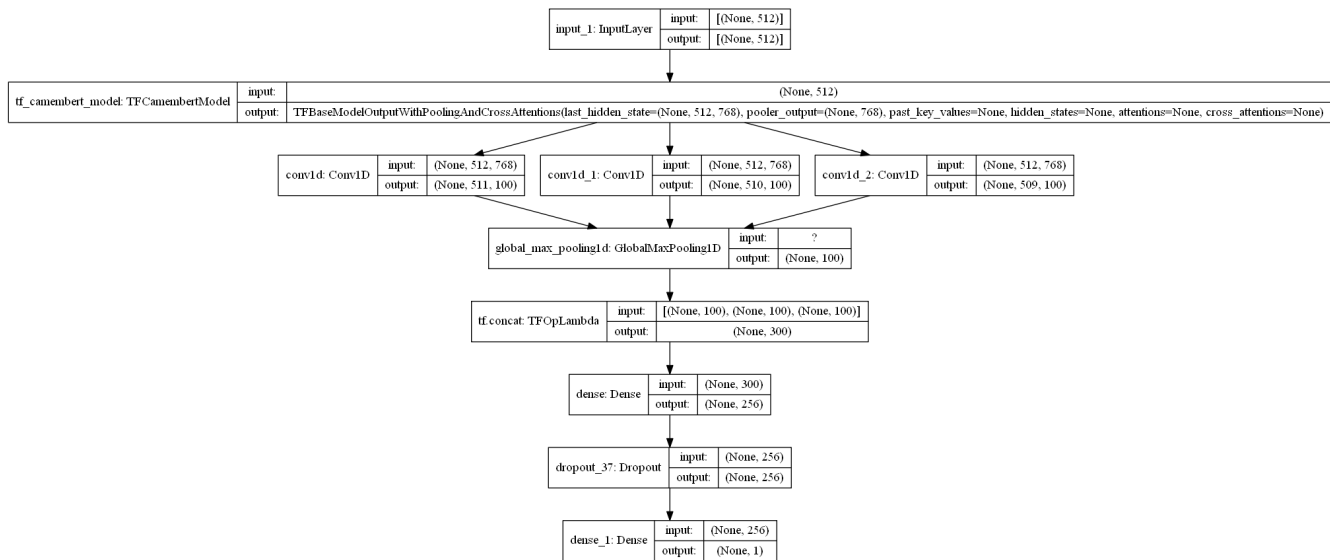 input_1: InputLayer
input: [(None, 512)]
output: [(None, 512)]
tf_camembert_model: TFCamembertModel
input: (None, 512)
output: TFBaseModelOutputWithPoolingAndCrossAttentions(last_hidden_state=(None, 512, 768), pooler_output=(None, 768), past_key_values=None, hidden_states=None, attentions=None, cross_attentions=None)
conv1d: Conv1D
input: (None, 512, 768)
output: (None, 511, 100)
conv1d_1: Conv1D
input: (None, 512, 768)
output: (None, 510, 100)
conv1d_2: Conv1D
input: (None, 512, 768)
output: (None, 509, 100)
global_max_pooling1d: GlobalMaxPooling1D
input: ?
output: (None, 100)
tf.concat: TFOpLambda
input: [(None, 100), (None, 100), (None, 100)]
output: (None, 300)
dense: Dense
input: (None, 300)
output: (None, 256)
dropout_37: Dropout
input: (None, 256)
output: (None, 256)
dense_1: Dense
input: (None, 256)
output: (None, 1)